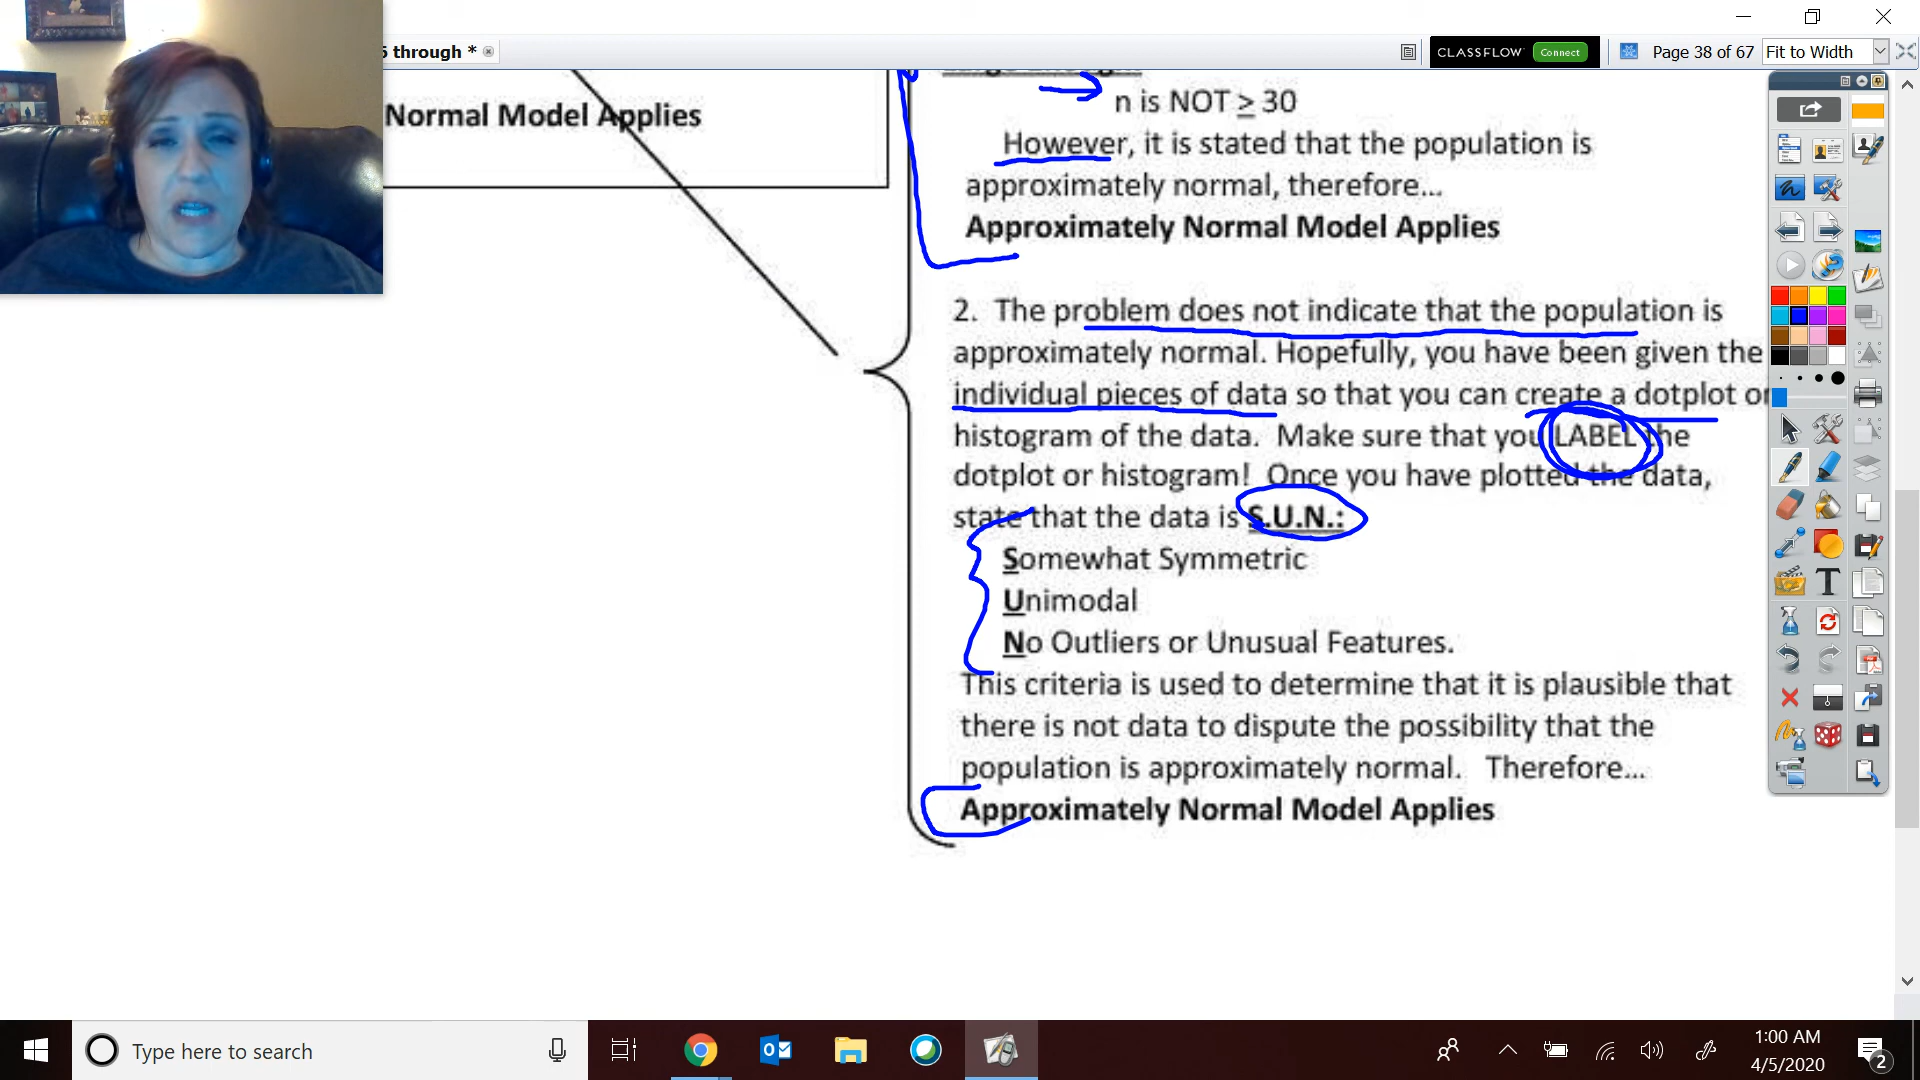 5 through *
CLASSFLOW Connect
Page 38 of 67
Fit to Width
Normal Model Applies
n is NOT ≥ 30
However, it is stated that the population is
approximately normal, therefore...
Approximately Normal Model Applies
2. The problem does not indicate that the population is
approximately normal. Hopefully, you have been given the
individual pieces of data so that you can create a dotplot or
histogram of the data. Make sure that you LABEL the
dotplot or histogram! Once you have plotted the data,
state that the data is S.U.N.:
Somewhat Symmetric
Unimodal
No Outliers or Unusual Features.
This criteria is used to determine that it is plausible that
there is not data to dispute the possibility that the
population is approximately normal. Therefore...
Approximately Normal Model Applies
Type here to search
1:00 AM
4/5/2020
2